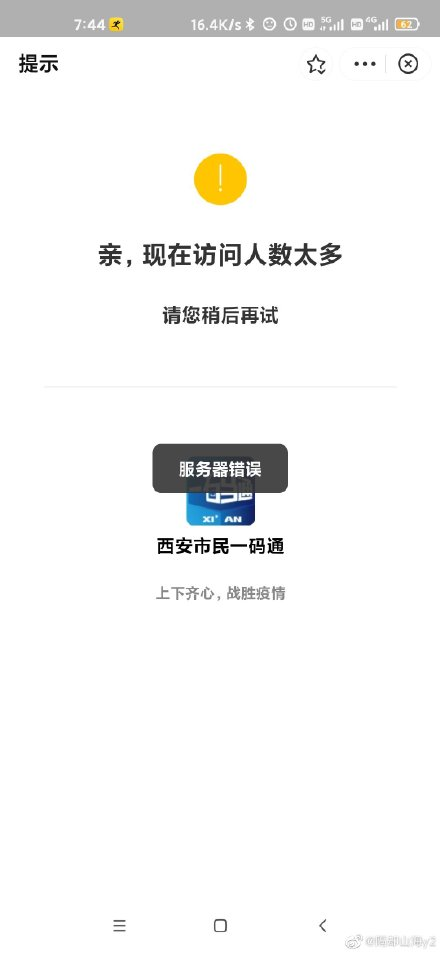 7:44
16.4K/s
HD
5G
HD
4G
62
提示
亲，现在访问人数太多
请您稍后再试
服务器错误
XI' AN
西安市民一码通
上下齐心，战胜疫情